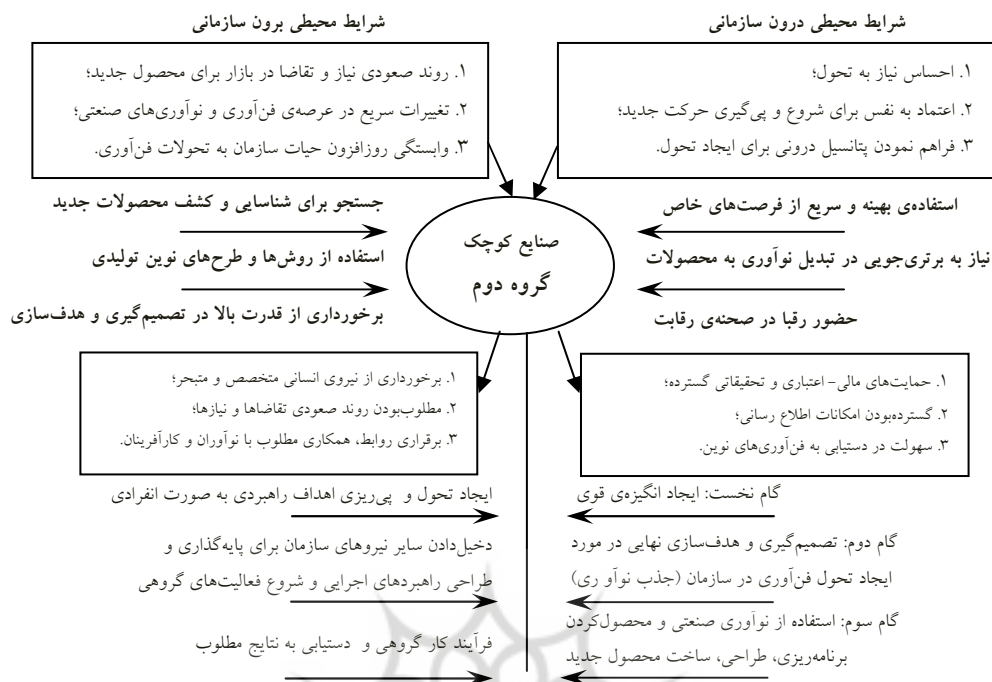 شرایط محیطی درون سازمانی
۱. احساس نیاز به تحول؛
۲. اعتماد به نفس برای شروع و پی‌گیری حرکت جدید؛
۳. فراهم نمودن پتانسیل درونی برای ایجاد تحول.
شرایط محیطی برون سازمانی
۱. روند صعودی نیاز و تقاضا در بازار برای محصول جدید؛
۲. تغییرات سریع در عرصه‌ی فن‌آوری و نوآوری‌های صنعتی؛
۳. وابستگی روزافزون حیات سازمان به تحولات فن‌آوری.
استفاده‌ی بهینه و سریع از فرصت‌های خاص
نیاز به برتری‌جویی در تبدیل نوآوری به محصولات
حضور رقبا در صحنه‌ی رقابت
صنایع کوچک
گروه دوم
جستجو برای شناسایی و کشف محصولات جدید
استفاده از روش‌ها و طرح‌های نوین تولیدی
برخورداری از قدرت بالا در تصمیم‌گیری و هدف‌سازی
۱. حمایت‌های مالی- اعتباری و تحقیقاتی گسترده؛
۲. گسترده‌بودن امکانات اطلاع رسانی؛
۳. سهولت در دستیابی به فن‌آوری‌های نوین.
۱. برخورداری از نیروی انسانی متخصص و متبحر؛
۲. مطلوب‌بودن روند صعودی تقاضاها و نیازها؛
۳. برقراری روابط، همکاری مطلوب با نوآوران و کارآفرینان.
گام نخست: ایجاد انگیزه‌ی قوی
گام دوم: تصمیم‌گیری و هدف‌سازی نهایی در مورد
ایجاد تحول فن‌آوری در سازمان (جذب نوآو ری)
گام سوم: استفاده از نوآوری صنعتی و محصول‌کردن
برنامه‌ریزی، طراحی، ساخت محصول جدید
ایجاد تحول و پی‌ریزی اهداف راهبردی به صورت انفرادی
دخیل‌دادن سایر نیروهای سازمان برای پایه‌گذاری و
طراحی راهبردهای اجرایی و شروع فعالیت‌های گروهی
فرآیند کار گروهی و دستیابی به نتایج مطلوب